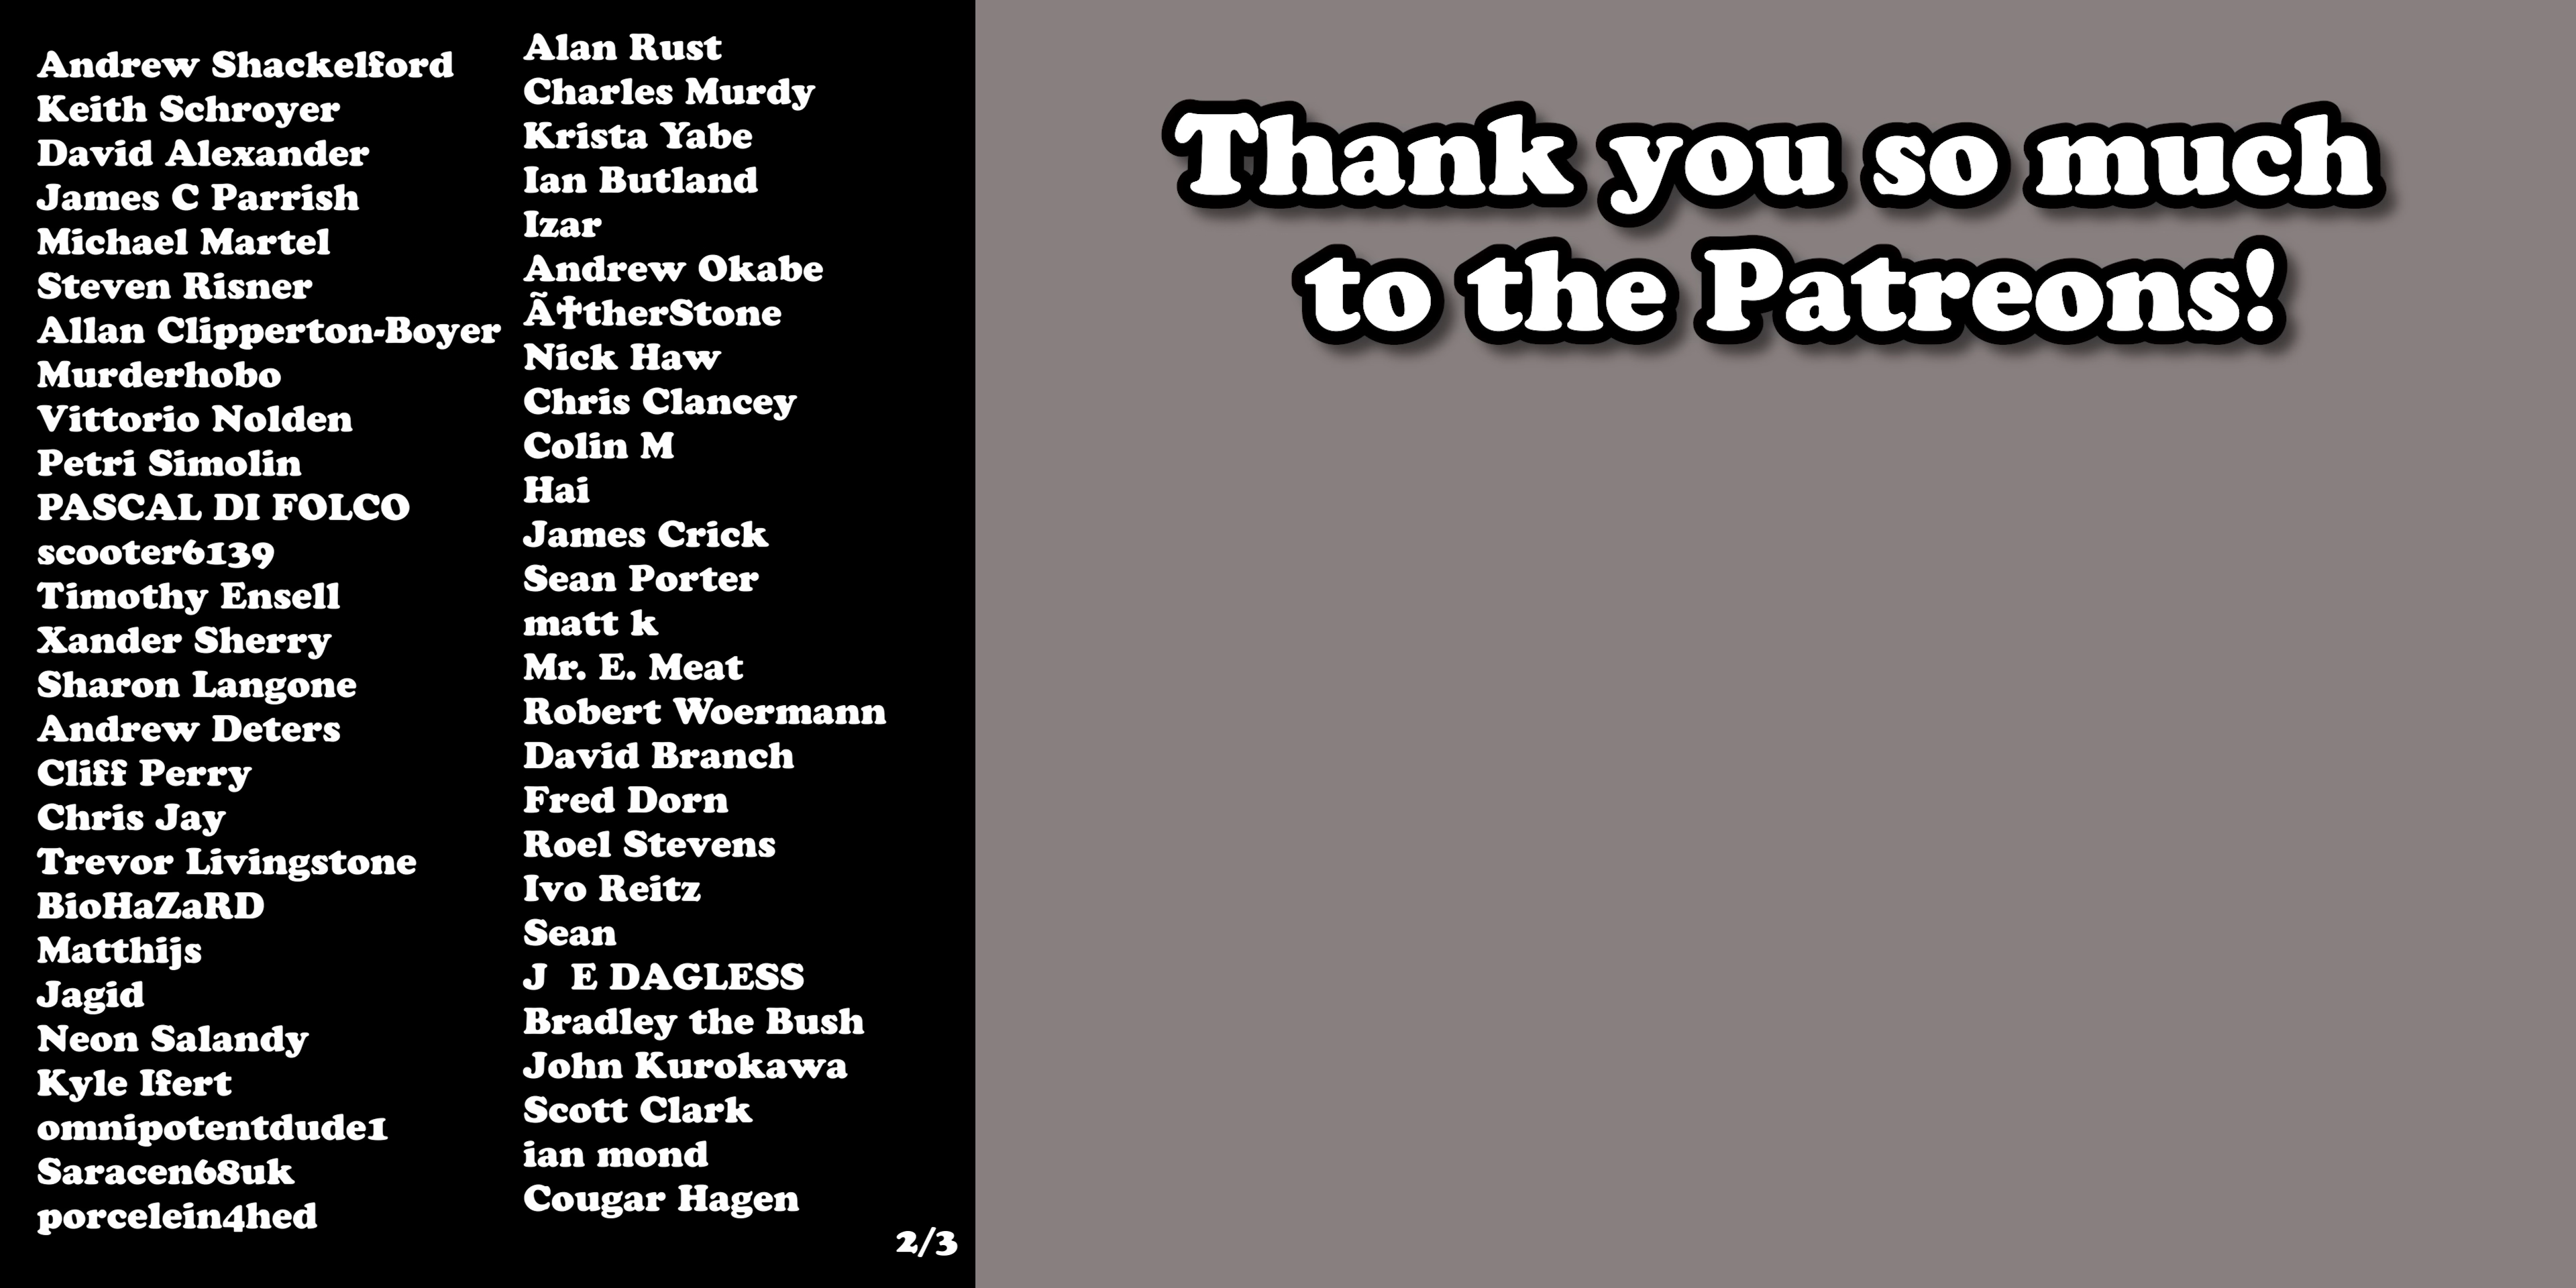 Andrew Shackelford
Keith Schroyer
David Alexander
James C Parrish
Michael Martel
Steven Risner
Allan Clipperton-Boyer
Murderhobo
Vittorio Nolden
Petri Simolin
PASCAL DI FOLCO
scooter6139
Timothy Ensell
Xander Sherry
Sharon Langone
Andrew Deters
Cliff Perry
Chris Jay
Trevor Livingstone
BioHaZaRD
Matthijs
Jagid
Neon Salandy
Kyle Ifert
omnipotentdude1
Saracen68uk
porcelein4hed
Alan Rust
Charles Murdy
Krista Yabe
Ian Butland
Izar
Andrew Okabe
Ã†therStone
Nick Haw
Chris Clancey
Colin M
Hai
James Crick
Sean Porter
matt k
Mr. E. Meat
Robert Woermann
David Branch
Fred Dorn
Roel Stevens
Ivo Reitz
Sean
J  E DAGLESS
Bradley the Bush
John Kurokawa
Scott Clark
ian mond
Cougar Hagen
2/3
Thank you so much
to the Patreons!